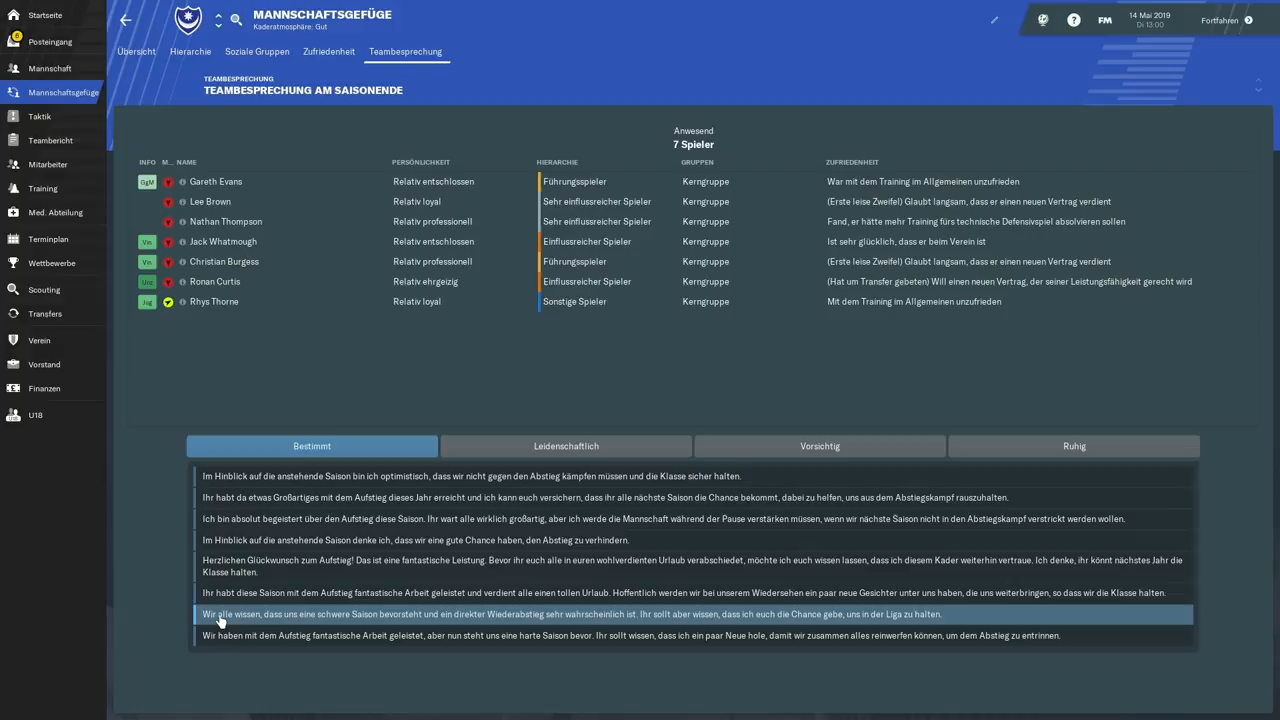 Startseite
6
Posteingang
Mannschaft
Mannschaftsgefüge
Taktik
Teambericht
Mitarbeiter
Training
Med. Abteilung
Terminplan
Wettbewerbe
Scouting
Transfers
Verein
Vorstand
Finanzen
U18
MANNSCHAFTSGEFÜGE
Kaderatmosphäre: Gut
FM
14 Mai 2019
Di 13:00
Fortfahren
Übersicht Hierarchie Soziale Gruppen Zufriedenheit Teambesprechung
TEAMBESPRECHUNG
TEAMBESPRECHUNG AM SAISONENDE
Anwesend
7 Spieler
INFO M... NAME PERSÖNLICHKEIT HIERARCHIE GRUPPEN ZUFRIEDENHEIT
GgM Gareth Evans Relativ entschlossen Führungsspieler Kerngruppe War mit dem Training im Allgemeinen unzufrieden
Lee Brown Relativ loyal Sehr einflussreicher Spieler Kerngruppe (Erste leise Zweifel) Glaubt langsam, dass er einen neuen Vertrag verdient
Nathan Thompson Relativ professionell Sehr einflussreicher Spieler Kerngruppe Fand, er hätte mehr Training fürs technische Defensivspiel absolvieren sollen
Vin Jack Whatmough Relativ entschlossen Einflussreicher Spieler Kerngruppe Ist sehr glücklich, dass er beim Verein ist
Vin Christian Burgess Relativ professionell Führungsspieler Kerngruppe (Erste leise Zweifel) Glaubt langsam, dass er einen neuen Vertrag verdient
Unz Ronan Curtis Relativ ehrgeizig Einflussreicher Spieler Kerngruppe (Hat um Transfer gebeten) Will einen neuen Vertrag, der seiner Leistungsfähigkeit gerecht wird
Jug Rhys Thorne Relativ loyal Sonstige Spieler Kerngruppe Mit dem Training im Allgemeinen unzufrieden
Bestimmt Leidenschaftlich Vorsichtig Ruhig
Im Hinblick auf die anstehende Saison bin ich optimistisch, dass wir nicht gegen den Abstieg kämpfen müssen und die Klasse sicher halten.
Ihr habt da etwas Großartiges mit dem Aufstieg dieses Jahr erreicht und ich kann euch versichern, dass ihr alle nächste Saison die Chance bekommt, dabei zu helfen, uns aus dem Abstiegskampf rauszuhalten.
Ich bin absolut begeistert über den Aufstieg diese Saison. Ihr wart alle wirklich großartig, aber ich werde die Mannschaft während der Pause verstärken müssen, wenn wir nächste Saison nicht in den Abstiegskampf verstrickt werden wollen.
Im Hinblick auf die anstehende Saison denke ich, dass wir eine gute Chance haben, den Abstieg zu verhindern.
Herzlichen Glückwunsch zum Aufstieg! Das ist eine fantastische Leistung. Bevor ihr euch alle in euren wohlverdienten Urlaub verabschiedet, möchte ich euch wissen lassen, dass ich diesem Kader weiterhin vertraue. Ich denke, ihr könnt nächstes Jahr die
Klasse halten.
Ihr habt diese Saison mit dem Aufstieg fantastische Arbeit geleistet und verdient alle einen tollen Urlaub. Hoffentlich werden wir bei unserem Wiedersehen ein paar neue Gesichter unter uns haben, die uns weiterbringen, so dass wir die Klasse halten.
Wir alle wissen, dass uns eine schwere Saison bevorsteht und ein direkter Wiederabstieg sehr wahrscheinlich ist. Ihr sollt aber wissen, dass ich euch die Chance gebe, uns in der Liga zu halten.
Wir haben mit dem Aufstieg fantastische Arbeit geleistet, aber nun steht uns eine harte Saison bevor. Ihr sollt wissen, dass ich ein paar Neue hole, damit wir zusammen alles reinwerfen können, um dem Abstieg zu entrinnen.